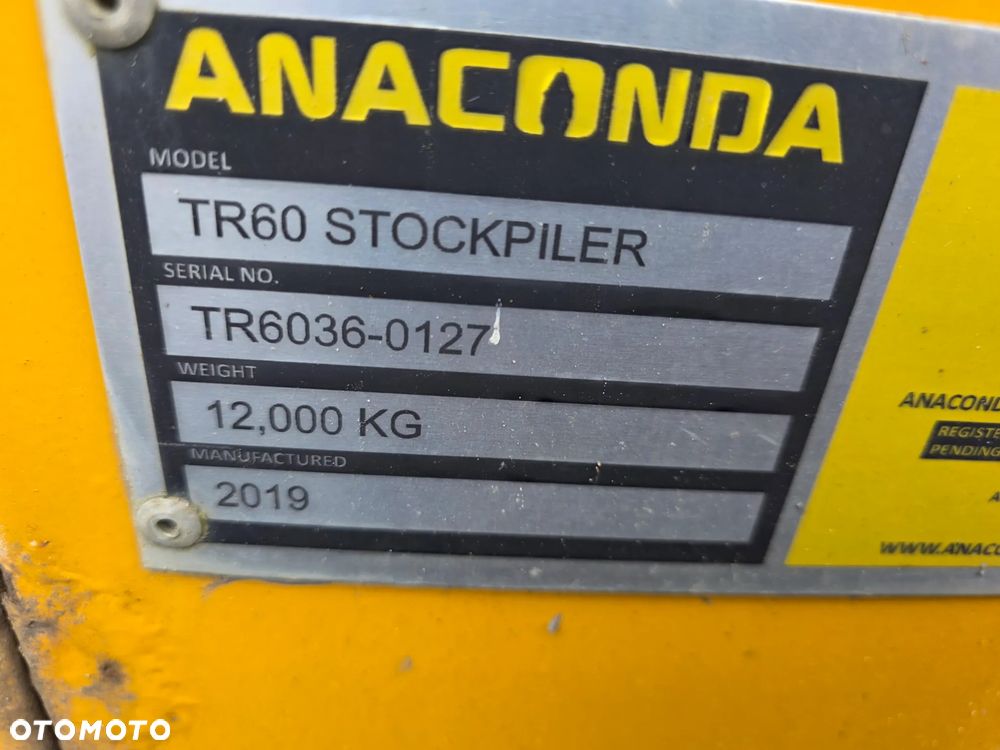 ANACONDA
MODEL
TR60 STOCKPILER
SERIAL NO.
TR6036-0127
WEIGHT
12,000 KG
MANUFACTURED
2019
ANACOND
REGISTE
PENDING
A
WWW.ANACO
OTOMOTO